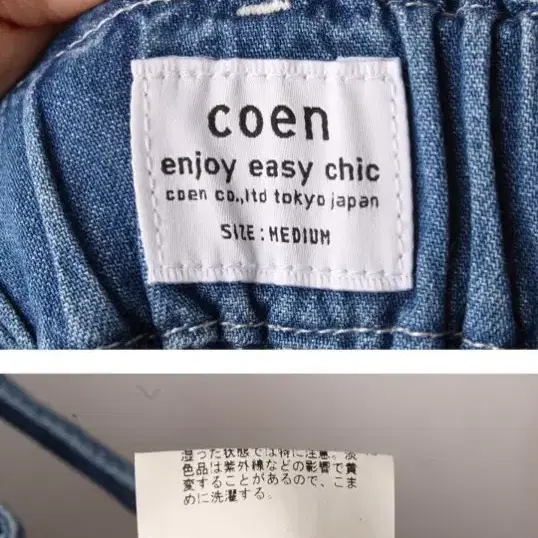 coen
enjoy easy chic
coen co.,ltd tokyo japan
SIZE:MEDIUM
湿った状態では特に注意。淡
色品は紫外線などの影響で黄
変することがあるので、こま
めに洗濯する。